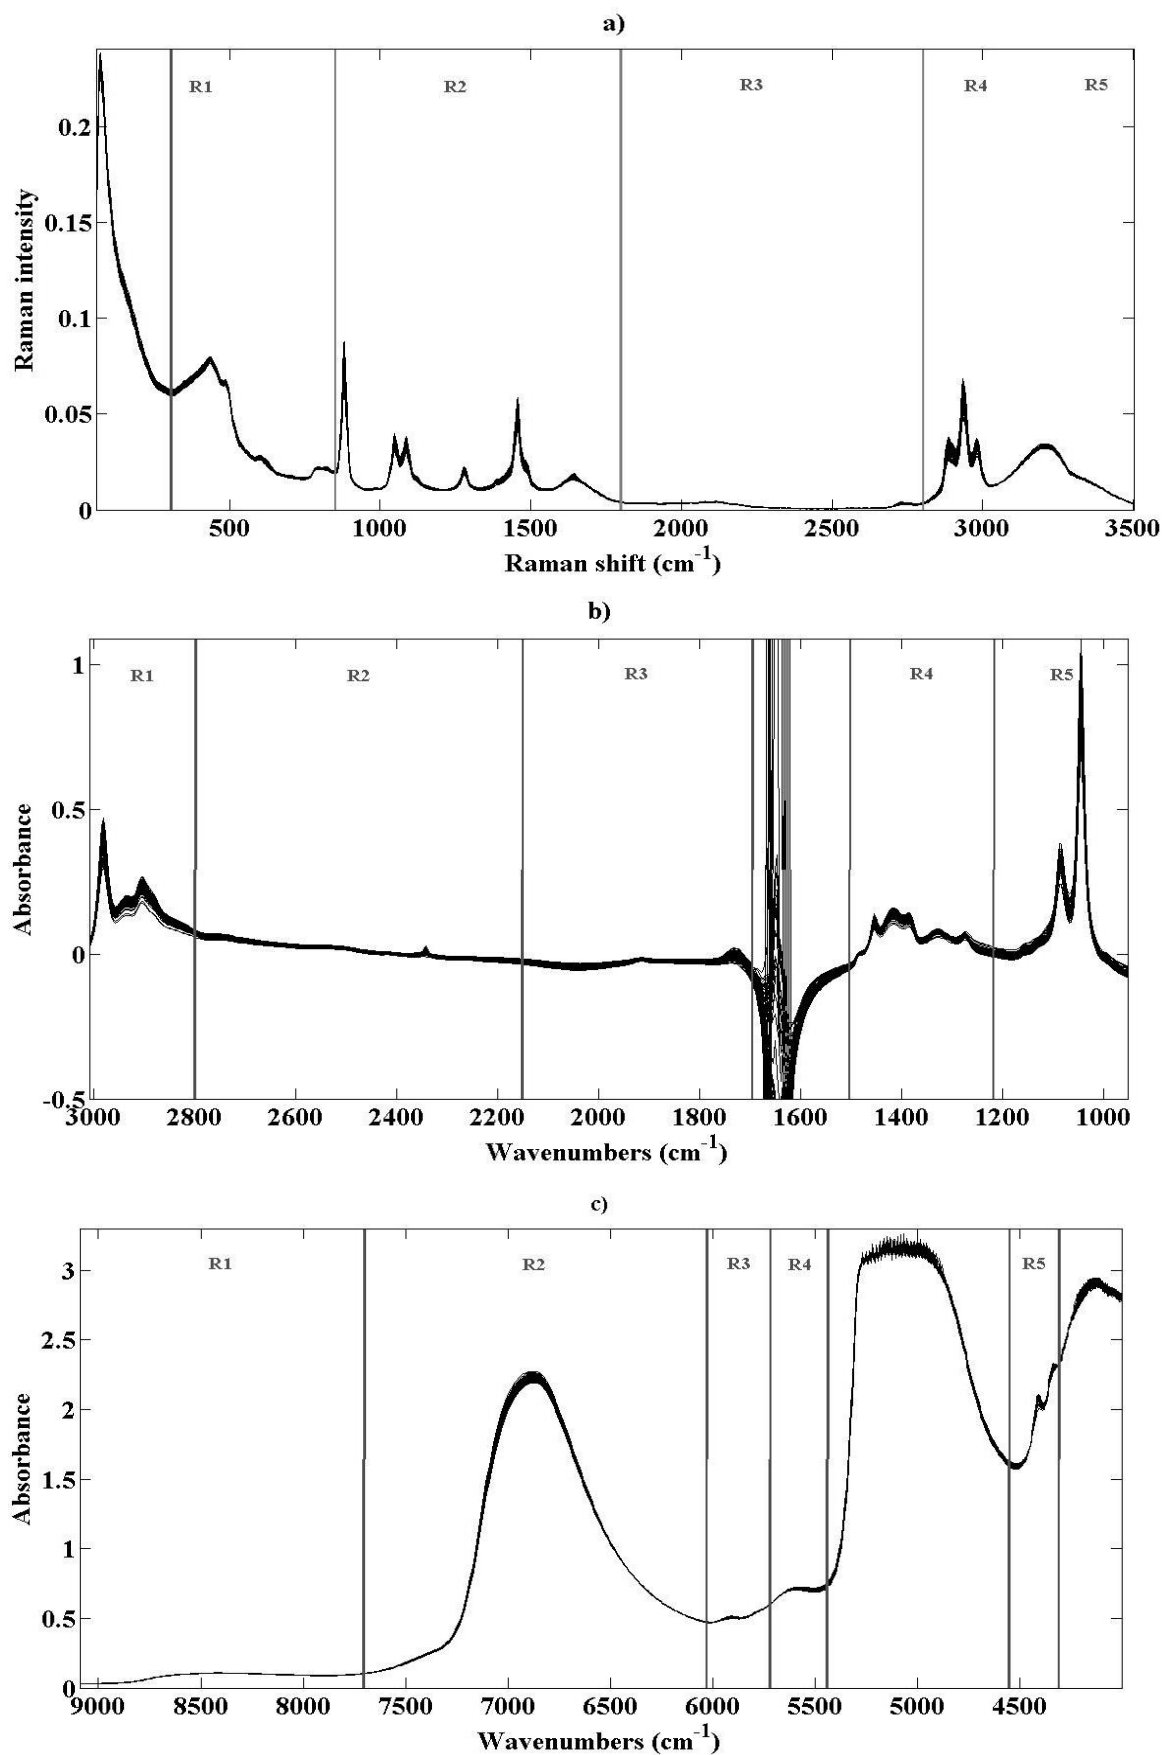 a)
R1 R2 R3 R4 R5
0.2
0.15
0.1
0.05
0
Raman intensity
500 1000 1500 2000 2500 3000 3500
Raman shift (cm-1)
b)
R1 R2 R3 R4 R5
1
0.5
0
-0.5
Absorbance
3000 2800 2600 2400 2200 2000 1800 1600 1400 1200 1000
Wavenumbers (cm-1)
c)
R1 R2 R3 R4 R5
3
2.5
2
1.5
1
0.5
0
Absorbance
9000 8500 8000 7500 7000 6500 6000 5500 5000 4500
Wavenumbers (cm-1)